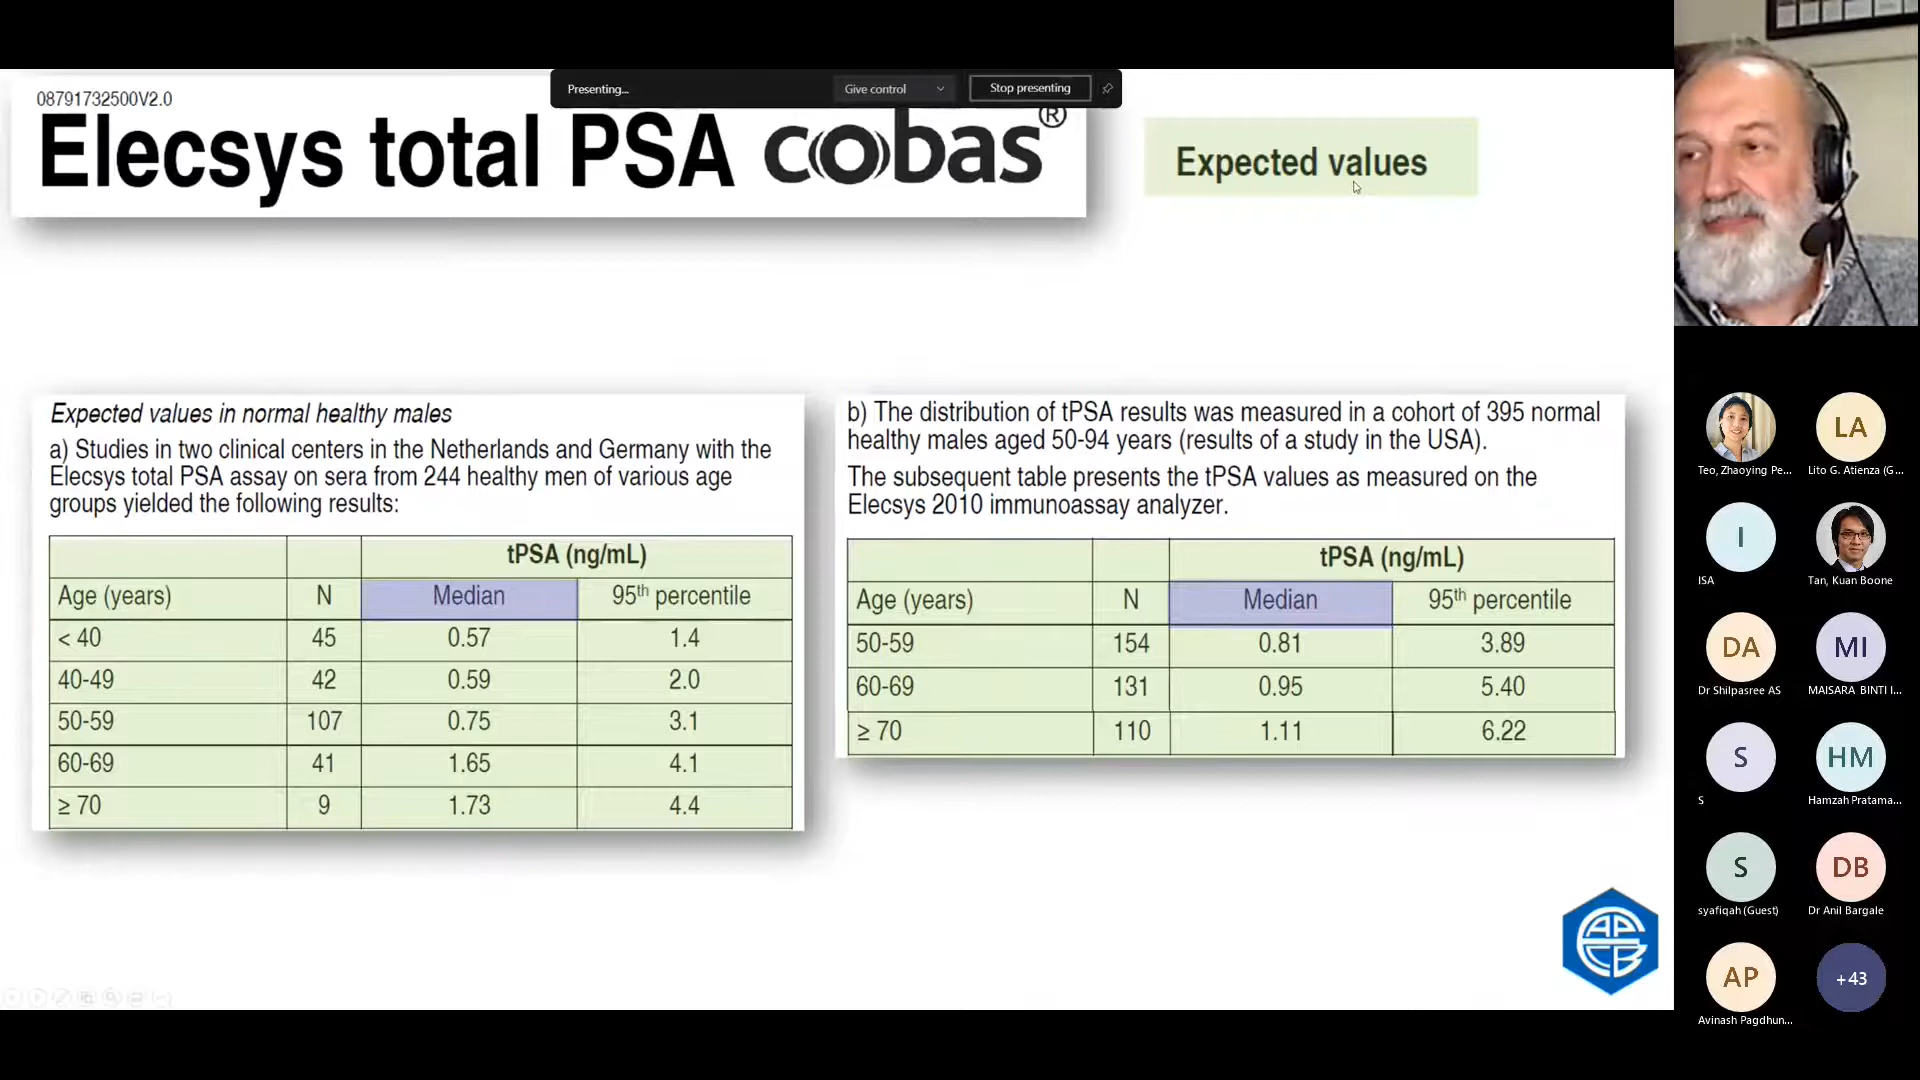 Presenting...
Give control
Stop presenting
08791732500V2.0
Elecsys total PSA cobas®
Expected values
Expected values in normal healthy males
a) Studies in two clinical centers in the Netherlands and Germany with the
Elecsys total PSA assay on sera from 244 healthy men of various age
groups yielded the following results:
tPSA (ng/mL)
Age (years) N Median 95th percentile
< 40 45 0.57 1.4
40-49 42 0.59 2.0
50-59 107 0.75 3.1
60-69 41 1.65 4.1
≥ 70 9 1.73 4.4
b) The distribution of tPSA results was measured in a cohort of 395 normal
healthy males aged 50-94 years (results of a study in the USA).
The subsequent table presents the tPSA values as measured on the
Elecsys 2010 immunoassay analyzer.
tPSA (ng/mL)
Age (years) N Median 95th percentile
50-59 154 0.81 3.89
60-69 131 0.95 5.40
≥ 70 110 1.11 6.22
APFCB
Teo, Zhaoying Pe...
LA
Lito G. Atienza (G...
I
ISA
Tan, Kuan Boone
DA
Dr Shilpasree AS
MI
MAISARA BINTI I...
S
S
HM
Hamzah Pratama...
S
syafiqah (Guest)
DB
Dr Anil Bargale
AP
Avinash Pagdhun...
+43